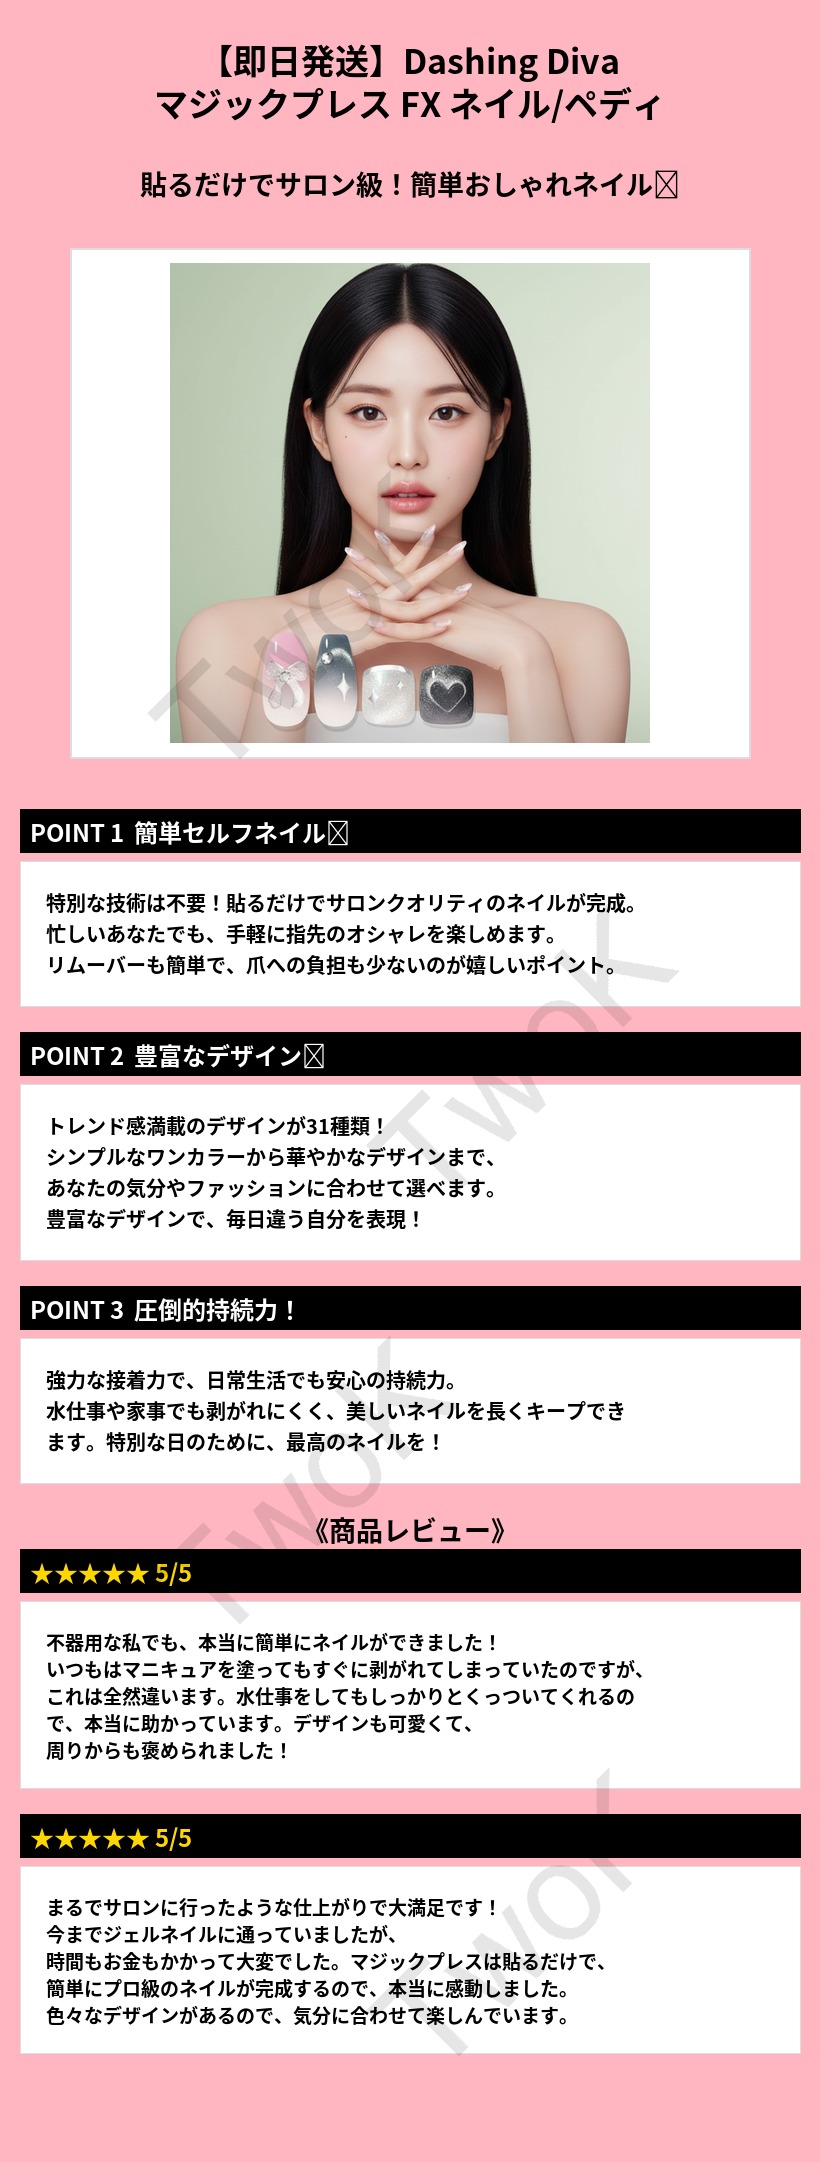 【即日発送】Dashing Diva
マジックプレス FX ネイル/ペディ
貼るだけでサロン級！簡単おしゃれネイル
TwoK
POINT 1 簡単セルフネイル
特別な技術は不要！貼るだけでサロンクオリティのネイルが完成。
忙しいあなたでも、手軽に指先のオシャレを楽しめます。
リムーバーも簡単で、爪への負担も少ないのが嬉しいポイント。
TwoK
POINT 2 豊富なデザイン
トレンド感満載のデザインが31種類！
シンプルなワンカラーから華やかなデザインまで、
あなたの気分やファッションに合わせて選べます。
豊富なデザインで、毎日違う自分を表現！
POINT 3 圧倒的持続力！
強力な接着力で、日常生活でも安心の持続力。
水仕事や家事でも剥がれにくく、美しいネイルを長くキープでき
ます。特別な日のために、最高のネイルを！
TwoK
《商品レビュー》
★★★★★ 5/5
不器用な私でも、本当に簡単にネイルができました！
いつもはマニキュアを塗ってもすぐに剥がれてしまっていたのですが、
これは全然違います。水仕事をしてもしっかりとくっついてくれるの
で、本当に助かっています。デザインも可愛くて、
周りからも褒められました！
★★★★★ 5/5
まるでサロンに行ったような仕上がりで大満足です！
今までジェルネイルに通っていましたが、
時間もお金もかかって大変でした。マジックプレスは貼るだけで、
簡単にプロ級のネイルが完成するので、本当に感動しました。
色々なデザインがあるので、気分に合わせて楽しんでいます。
TwoK